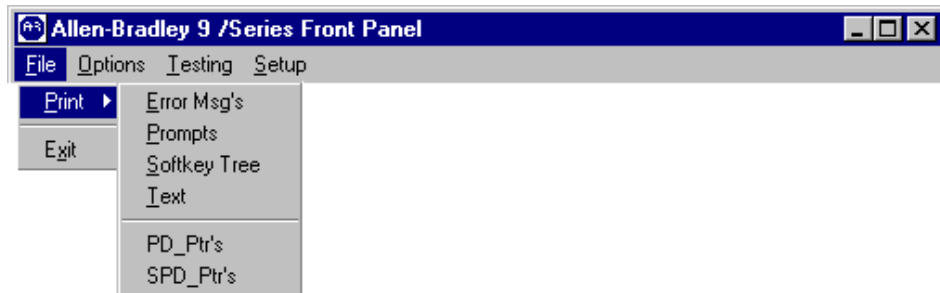 Allen-Bradley 9 /Series Front Panel
File Options Testing Setup
Print
Exit
Error Msg's
Prompts
Softkey Tree
Text
PD_Ptr's
SPD_Ptr's